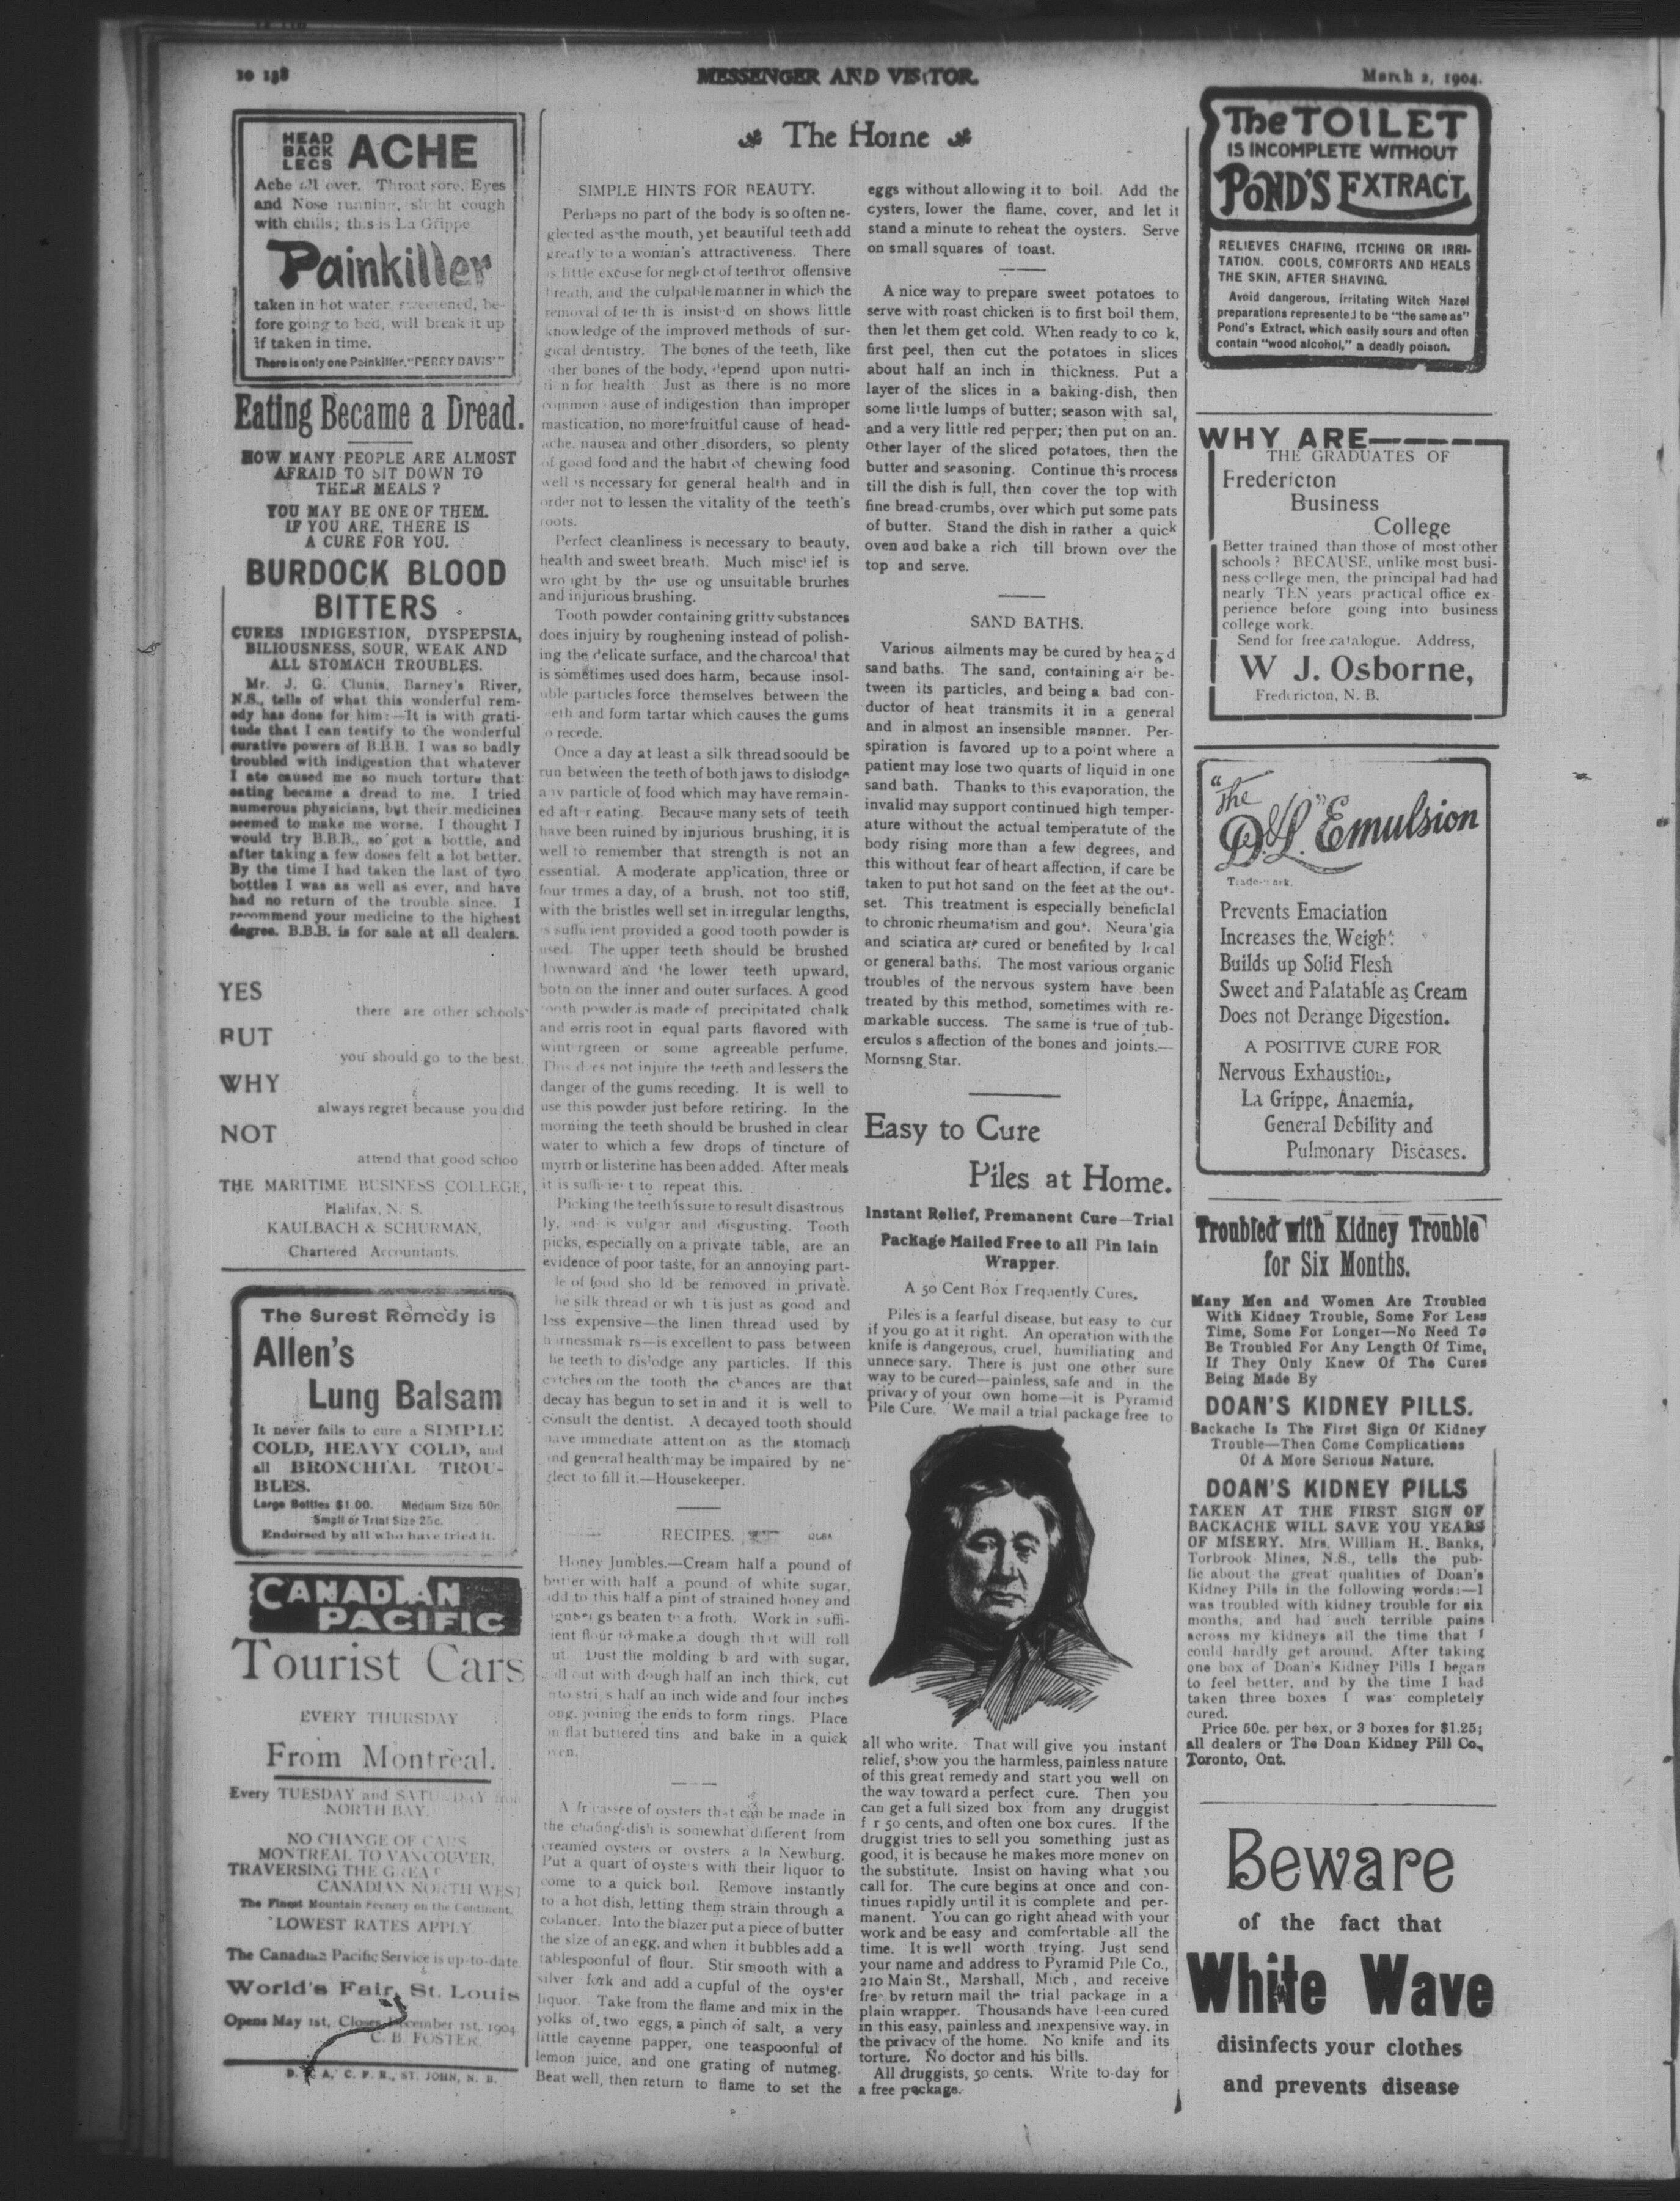 10 138
MESSENGER AND VISITOR.
March 2, 1904.
HEAD
BACK
LEGS
ACHE
Ache all over. Throat sore, Eyes
and Nose running, slight cough
with chills; this is La Grippe
Painkiller
taken in hot water, sweetened, be-
fore going to bed, will break it up
if taken in time.
There is only one Painkiller, "PERRY DAVIS'"
Eating Became a Dread.
HOW MANY PEOPLE ARE ALMOST
AFRAID TO SIT DOWN TO
THEIR MEALS?
YOU MAY BE ONE OF THEM.
IF YOU ARE, THERE IS
A CURE FOR YOU.
BURDOCK BLOOD
BITTERS
CURES INDIGESTION, DYSPEPSIA,
BILIOUSNESS, SOUR, WEAK AND
ALL STOMACH TROUBLES.
Mr. J. G. Clunis, Barney's River,
N.S., tells of what this wonderful rem-
edy has done for him:—It is with grati-
tude that I can testify to the wonderful
curative powers of B.B.B. I was so badly
troubled with indigestion that whatever
I ate caused me so much torture that
eating became a dread to me. I tried
numerous physicians, but their medicines
seemed to make me worse. I thought I
would try B.B.B., so got a bottle, and
after taking a few doses felt a lot better.
By the time I had taken the last of two
bottles I was as well as ever, and have
had no return of the trouble since. I
recommend your medicine to the highest
degree. B.B.B. is for sale at all dealers.
YES
there are other schools
BUT
you should go to the best.
WHY
always regret because you did
NOT
attend that good schoo
THE MARITIME BUSINESS COLLEGE,
Halifax, N. S.
KAULBACH & SCHURMAN,
Chartered Accountants.
The Surest Remedy is
Allen's
Lung Balsam
It never fails to cure a SIMPLE
COLD, HEAVY COLD, and
all BRONCHIAL TROU-
BLES.
Large Bottles $1.00. Medium Size 50c.
Small or Trial Size 25c.
Endorsed by all who have tried it.
CANADIAN
PACIFIC
Tourist Cars
EVERY THURSDAY
From Montreal.
Every TUESDAY and SATURDAY from
NORTH BAY.
NO CHANGE OF CARS
MONTREAL TO VANCOUVER,
TRAVERSING THE GREAT
CANADIAN NORTH WEST
The Finest Mountain Scenery on the Continent.
LOWEST RATES APPLY.
The Canadian Pacific Service is up-to-date.
World's Fair, St. Louis
Opens May 1st, Closes December 1st, 1904.
C. B. FOSTER,
D. P. A., C. P. R., ST. JOHN, N. B.
The Home
SIMPLE HINTS FOR BEAUTY.
Perhaps no part of the body is so often ne-
glected as the mouth, yet beautiful teeth add
greatly to a woman's attractiveness. There
is little excuse for neglect of teeth or offensive
breath, and the culpable manner in which the
removal of teeth is insisted on shows little
knowledge of the improved methods of sur-
gical dentistry. The bones of the teeth, like
other bones of the body, depend upon nutri-
tion for health Just as there is no more
common cause of indigestion than improper
mastication, no more fruitful cause of head-
ache, nausea and other disorders, so plenty
of good food and the habit of chewing food
well is necessary for general health and in
order not to lessen the vitality of the teeth's
roots.
Perfect cleanliness is necessary to beauty,
health and sweet breath. Much misc' ief is
wro ight by the use og unsuitable brurhes
and injurious brushing.
Tooth powder containing gritty substances
does injuiry by roughening instead of polish-
ing the delicate surface, and the charcoal that
is sometimes used does harm, because insol-
uble particles force themselves between the
teeth and form tartar which causes the gums
to recede.
Once a day at least a silk thread soould be
run between the teeth of both jaws to dislodge
any particle of food which may have remain-
ed after eating. Because many sets of teeth
have been ruined by injurious brushing, it is
well to remember that strength is not an
essential. A moderate application, three or
four trmes a day, of a brush, not too stiff,
with the bristles well set in irregular lengths,
is sufficient provided a good tooth powder is
used. The upper teeth should be brushed
downward and the lower teeth upward,
both on the inner and outer surfaces. A good
tooth powder is made of precipitated chalk
and orris root in equal parts flavored with
wintergreen or some agreeable perfume.
This does not injure the teeth and lessers the
danger of the gums receding. It is well to
use this powder just before retiring. In the
morning the teeth should be brushed in clear
water to which a few drops of tincture of
myrrh or listerine has been added. After meals
it is sufficient to repeat this.
Picking the teeth is sure to result disastrous
ly, and is vulgar and disgusting. Tooth
picks, especially on a private table, are an
evidence of poor taste, for an annoying part-
icle of food sho ld be removed in private.
The silk thread or wh t is just as good and
less expensive—the linen thread used by
harnessmak rs—is excellent to pass between
the teeth to dislodge any particles. If this
catches on the tooth the chances are that
decay has begun to set in and it is well to
consult the dentist. A decayed tooth should
have immediate attention as the stomach
and general health may be impaired by ne-
glect to fill it.—Housekeeper.
RECIPES.
Honey Jumbles.—Cream half a pound of
butter with half a pound of white sugar,
add to this half a pint of strained honey and
eggs beaten to a froth. Work in suffi-
cient flour to make a dough that will roll
out. Dust the molding b ard with sugar,
roll out with dough half an inch thick, cut
into strips half an inch wide and four inches
long, joining the ends to form rings. Place
in flat buttered tins and bake in a quick
oven.
A fricassee of oysters that can be made in
the chafing-dish is somewhat different from
creamed oysters or oysters a la Newburg.
Put a quart of oysters with their liquor to
come to a quick boil. Remove instantly
to a hot dish, letting them strain through a
colander. Into the blazer put a piece of butter
the size of an egg, and when it bubbles add a
tablespoonful of flour. Stir smooth with a
silver fork and add a cupful of the oyster
liquor. Take from the flame and mix in the
yolks of two eggs, a pinch of salt, a very
little cayenne papper, one teaspoonful of
lemon juice, and one grating of nutmeg.
Beat well, then return to flame to set the
eggs without allowing it to boil. Add the
cysters, lower the flame, cover, and let it
stand a minute to reheat the oysters. Serve
on small squares of toast.
A nice way to prepare sweet potatoes to
serve with roast chicken is to first boil them,
then let them get cold. When ready to co k,
first peel, then cut the potatoes in slices
about half an inch in thickness. Put a
layer of the slices in a baking-dish, then
some little lumps of butter; season with sal,
and a very little red pepper; then put on an.
other layer of the sliced potatoes, then the
butter and seasoning. Continue this process
till the dish is full, then cover the top with
fine bread-crumbs, over which put some pats
of butter. Stand the dish in rather a quick
oven and bake a rich till brown over the
top and serve.
SAND BATHS.
Various ailments may be cured by hea d
sand baths. The sand, containing air be-
tween its particles, and being a bad con-
ductor of heat transmits it in a general
and in almost an insensible manner. Per-
spiration is favored up to a point where a
patient may lose two quarts of liquid in one
sand bath. Thanks to this evaporation, the
invalid may support continued high temper-
ature without the actual temperatute of the
body rising more than a few degrees, and
this without fear of heart affection, if care be
taken to put hot sand on the feet at the out-
set. This treatment is especially beneficial
to chronic rheumatism and gout. Neuralgia
and sciatica are cured or benefited by local
or general baths. The most various organic
troubles of the nervous system have been
treated by this method, sometimes with re-
markable success. The same is true of tub-
erculos s affection of the bones and joints.—
Mornsng Star.
Easy to Cure
Piles at Home.
Instant Relief, Premanent Cure—Trial
Package Mailed Free to all Pin lain
Wrapper.
A 50 Cent Box Frequently Cures.
Piles is a fearful disease, but easy to cur
if you go at it right. An operation with the
knife is dangerous, cruel, humiliating and
unnece sary. There is just one other sure
way to be cured—painless, safe and in the
privacy of your own home—it is Pyramid
Pile Cure. We mail a trial package free to
all who write. That will give you instant
relief, show you the harmless, painless nature
of this great remedy and start you well on
the way toward a perfect cure. Then you
can get a full sized box from any druggist
f r 50 cents, and often one box cures. If the
druggist tries to sell you something just as
good, it is because he makes more money on
the substitute. Insist on having what you
call for. The cure begins at once and con-
tinues rapidly until it is complete and per-
manent. You can go right ahead with your
work and be easy and comfortable all the
time. It is well worth trying. Just send
your name and address to Pyramid Pile Co.,
210 Main St., Marshall, Mich, and receive
free by return mail the trial package in a
plain wrapper. Thousands have been cured
in this easy, painless and inexpensive way, in
the privacy of the home. No knife and its
torture. No doctor and his bills.
All druggists, 50 cents. Write to-day for
a free package.
The TOILET
IS INCOMPLETE WITHOUT
POND'S EXTRACT
RELIEVES CHAFING, ITCHING OR IRRI-
TATION. COOLS, COMFORTS AND HEALS
THE SKIN, AFTER SHAVING.
Avoid dangerous, irritating Witch Hazel
preparations represented to be "the same as"
Pond's Extract, which easily sours and often
contain "wood alcohol," a deadly poison.
WHY ARE
THE GRADUATES OF
Fredericton
Business
College
Better trained than those of most other
schools? BECAUSE, unlike most busi-
ness college men, the principal had had
nearly TEN years practical office ex-
perience before going into business
college work.
Send for free catalogue. Address,
W J. Osborne,
Fredericton, N. B.
"The
D.&L." Emulsion
Trade-mark.
Prevents Emaciation
Increases the Weight
Builds up Solid Flesh
Sweet and Palatable as Cream
Does not Derange Digestion.
A POSITIVE CURE FOR
Nervous Exhaustion,
La Grippe, Anaemia,
General Debility and
Pulmonary Diseases.
Troubled with Kidney Trouble
for Six Months.
Many Men and Women Are Troubled
With Kidney Trouble, Some For Less
Time, Some For Longer—No Need To
Be Troubled For Any Length Of Time,
If They Only Knew Of The Cures
Being Made By
DOAN'S KIDNEY PILLS.
Backache Is The First Sign Of Kidney
Trouble—Then Come Complications
Of A More Serious Nature.
DOAN'S KIDNEY PILLS
TAKEN AT THE FIRST SIGN OF
BACKACHE WILL SAVE YOU YEARS
OF MISERY. Mrs. William H. Banks,
Torbrook Mines, N.S., tells the pub-
lic about the great qualities of Doan's
Kidney Pills in the following words:—I
was troubled with kidney trouble for six
months, and had such terrible pains
across my kidneys all the time that I
could hardly get around. After taking
one box of Doan's Kidney Pills I began
to feel better, and by the time I had
taken three boxes I was completely
cured.
Price 50c. per box, or 3 boxes for $1.25;
all dealers or The Doan Kidney Pill Co.,
Toronto, Ont.
Beware
of the fact that
White Wave
disinfects your clothes
and prevents disease